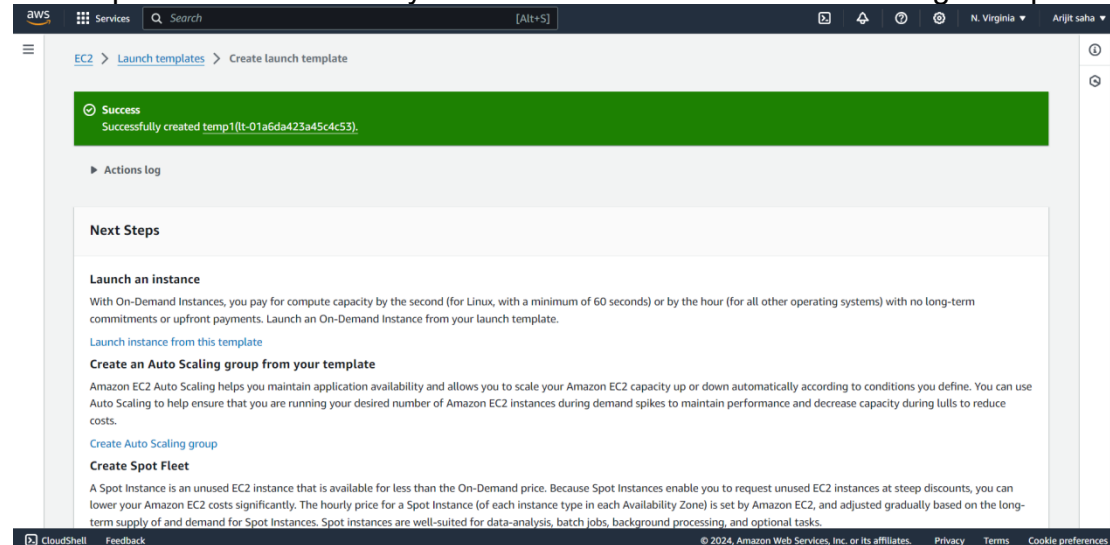 aws Services Search [Alt+S] N. Virginia Arijit saha
EC2 > Launch templates > Create launch template
Success
Successfully created temp1(lt-01a6da423a45c4c53).
Actions log
Next Steps
Launch an instance
With On-Demand Instances, you pay for compute capacity by the second (for Linux, with a minimum of 60 seconds) or by the hour (for all other operating systems) with no long-term
commitments or upfront payments. Launch an On-Demand Instance from your launch template.
Launch instance from this template
Create an Auto Scaling group from your template
Amazon EC2 Auto Scaling helps you maintain application availability and allows you to scale your Amazon EC2 capacity up or down automatically according to conditions you define. You can use
Auto Scaling to help ensure that you are running your desired number of Amazon EC2 instances during demand spikes to maintain performance and decrease capacity during lulls to reduce
costs.
Create Auto Scaling group
Create Spot Fleet
A Spot Instance is an unused EC2 instance that is available for less than the On-Demand price. Because Spot Instances enable you to request unused EC2 instances at steep discounts, you can
lower your Amazon EC2 costs significantly. The hourly price for a Spot Instance (of each instance type in each Availability Zone) is set by Amazon EC2, and adjusted gradually based on the long-
term supply of and demand for Spot Instances. Spot instances are well-suited for data-analysis, batch jobs, background processing, and optional tasks.
CloudShell Feedback © 2024, Amazon Web Services, Inc. or its affiliates. Privacy Terms Cookie preferences